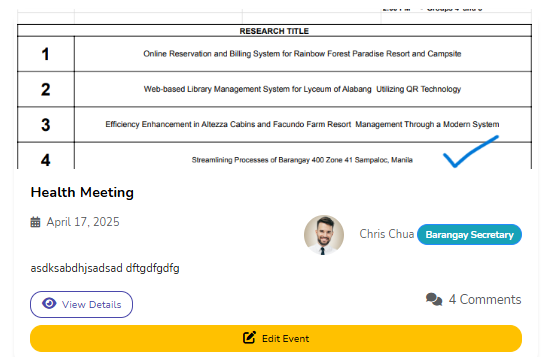 RESEARCH TITLE
1 Online Reservation and Billing System for Rainbow Forest Paradise Resort and Campsite
2 Web-based Library Management System for Lyceum of Alabang Utilizing QR Technology
3 Efficiency Enhancement in Altezza Cabins and Facundo Farm Resort Management Through a Modern System
4 Streamlining Processes of Barangay 400 Zone 41 Sampaloc, Manila
Health Meeting
April 17, 2025
Chris Chua Barangay Secretary
asdksabdhjsadsad dftgdfgdfg
View Details
4 Comments
Edit Event